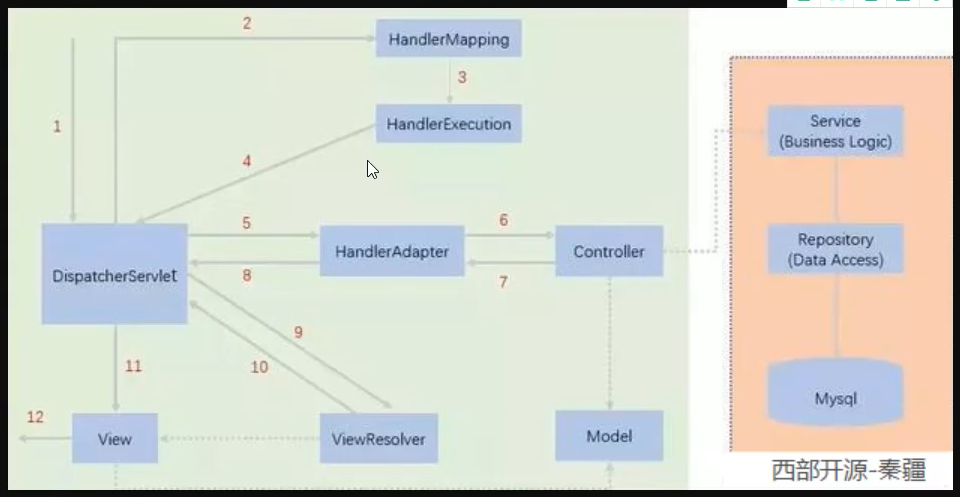 2
HandlerMapping
3
1
HandlerExecution
Service
(Business Logic)
4
5
6
HandlerAdapter
Controller
Repository
(Data Access)
DispatcherServlet
8
7
9
10
11
12
View
ViewResolver
Model
Mysql
西部开源-秦疆